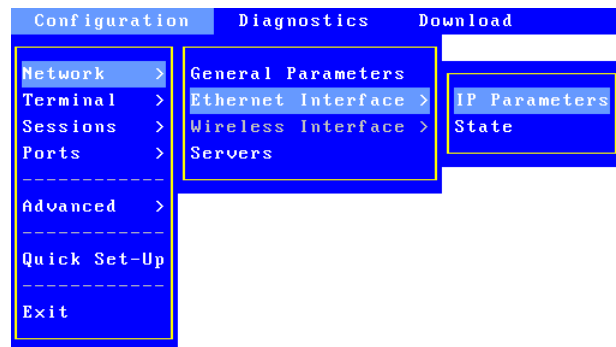 Configuration Diagnostics Download
Network >
Terminal >
Sessions >
Ports >
------------
Advanced >
------------
Quick Set-Up
------------
Exit
General Parameters
Ethernet Interface >
Wireless Interface >
Servers
IP Parameters
State